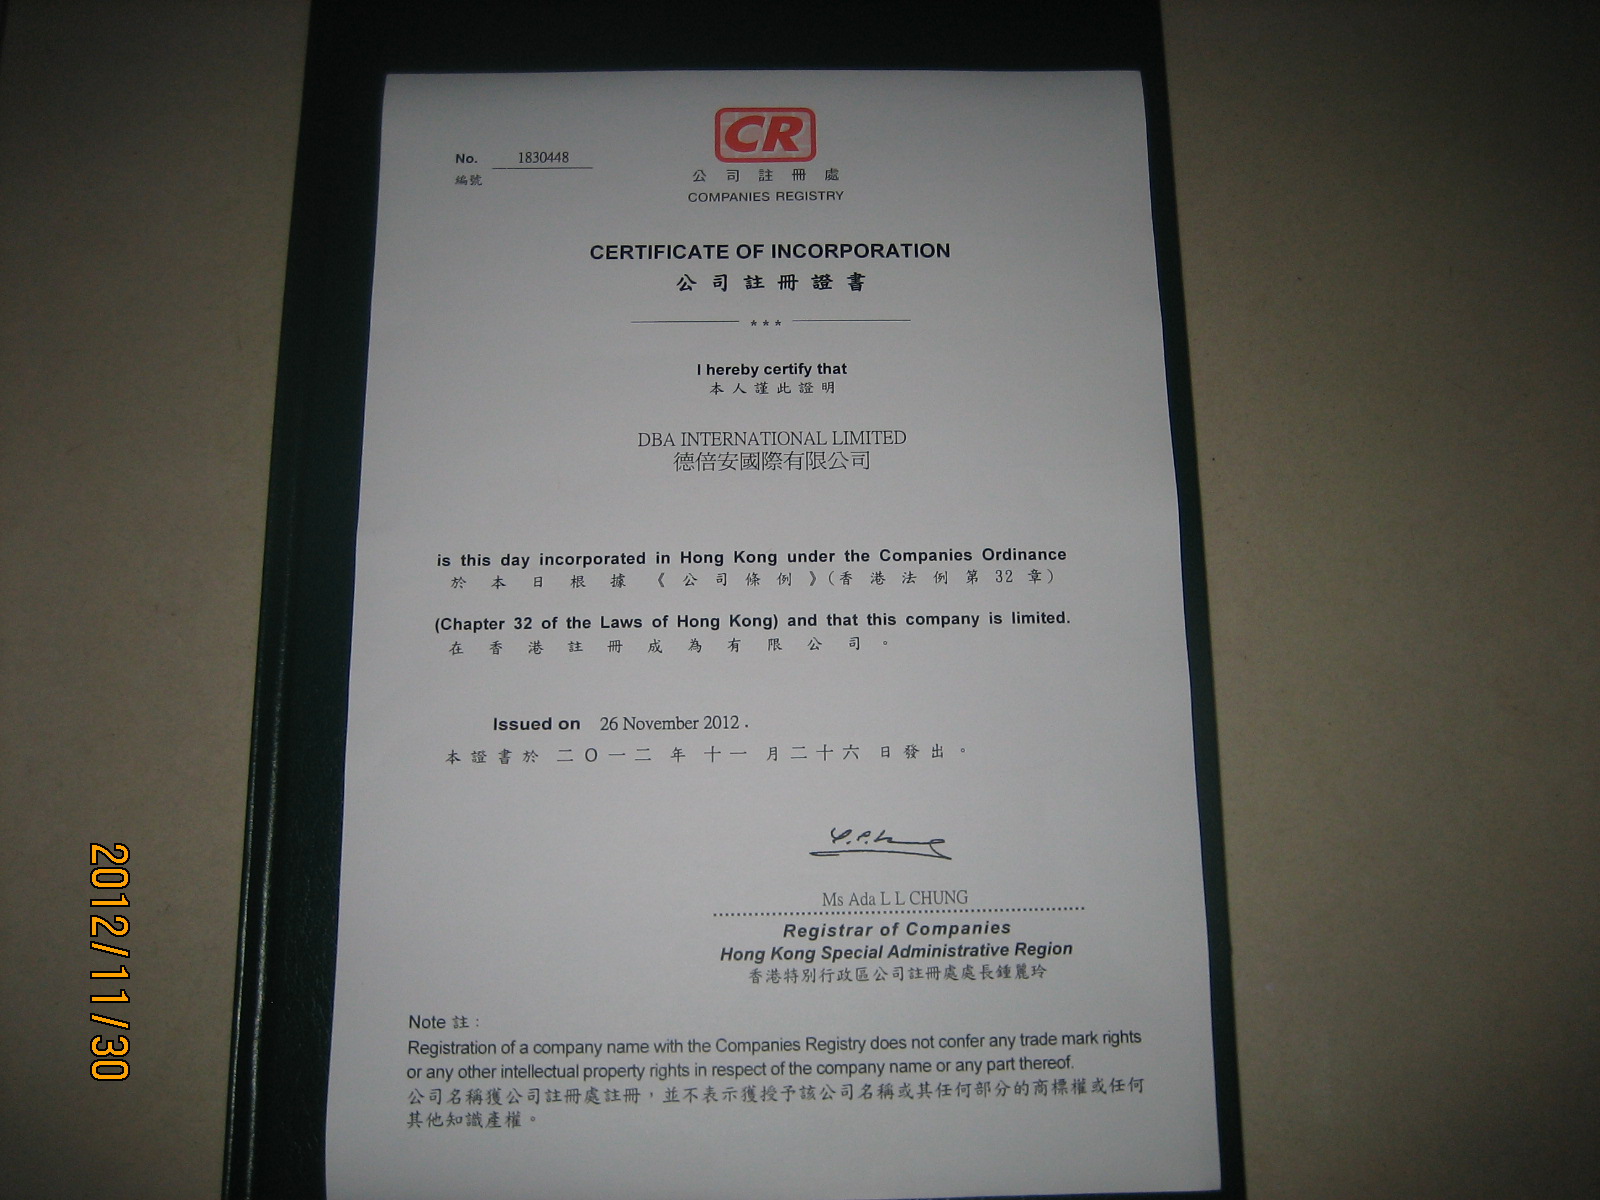 CR
公司註冊處
COMPANIES REGISTRY
No. 1830448
編號
CERTIFICATE OF INCORPORATION
公司註冊證書
***
I hereby certify that
本人謹此證明
DBA INTERNATIONAL LIMITED
德倍安國際有限公司
is this day incorporated in Hong Kong under the Companies Ordinance
於本日根據《公司條例》(香港法例第32章)
(Chapter 32 of the Laws of Hong Kong) and that this company is limited.
在香港註冊成為有限公司。
Issued on 26 November 2012.
本證書於二O一二年十一月二十六日發出。
Ms Ada L L CHUNG
Registrar of Companies
Hong Kong Special Administrative Region
香港特別行政區公司註冊處處長鍾麗玲
Note 註:
Registration of a company name with the Companies Registry does not confer any trade mark rights
or any other intellectual property rights in respect of the company name or any part thereof.
公司名稱獲公司註冊處註冊，並不表示獲授予該公司名稱或其任何部分的商標權或任何
其他知識產權。
2012/11/30